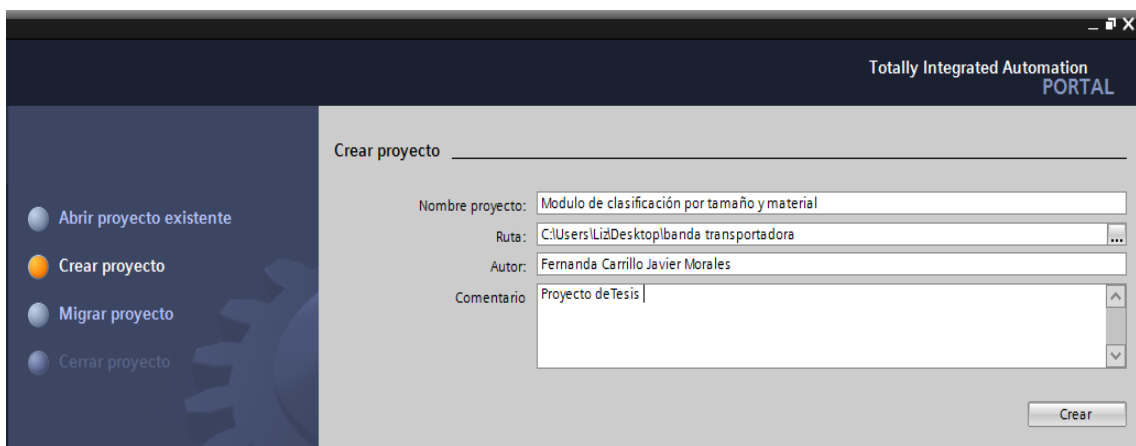 Totally Integrated Automation
PORTAL
Abrir proyecto existente
Crear proyecto
Migrar proyecto
Cerrar proyecto
Crear proyecto
Nombre proyecto: Modulo de clasificación por tamaño y material
Ruta: C:\Users\Liz\Desktop\banda transportadora ...
Autor: Fernanda Carrillo Javier Morales
Comentario Proyecto deTesis
Crear